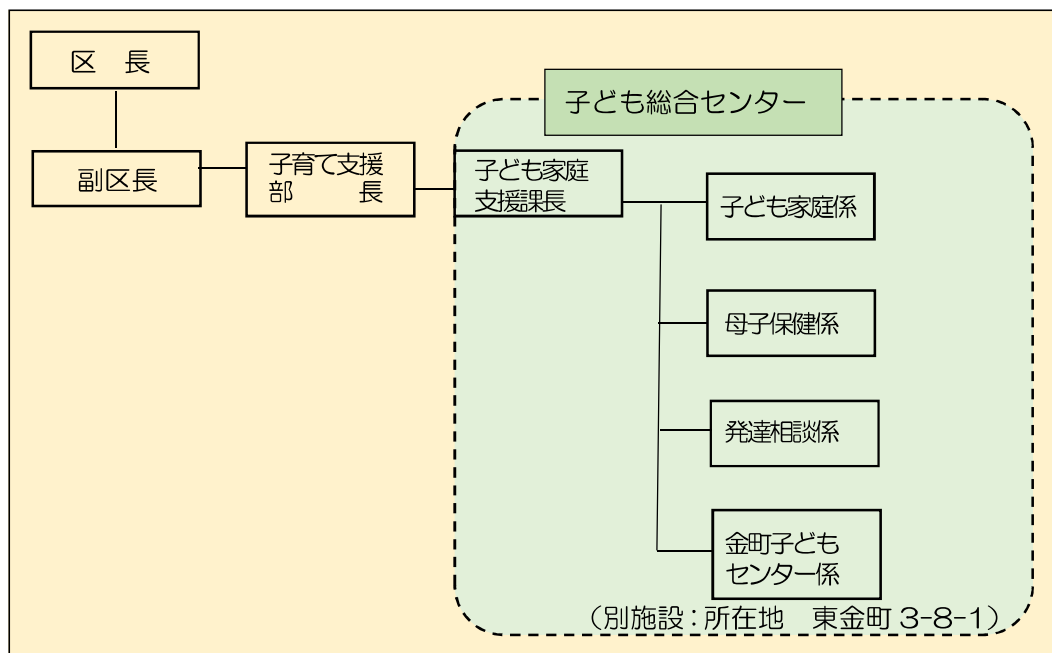 区　長
子ども総合センター
副区長
子育て支援
部　　　長
子ども家庭
支援課長
子ども家庭係
母子保健係
発達相談係
金町子ども
センター係
（別施設：所在地　東金町 3-8-1）